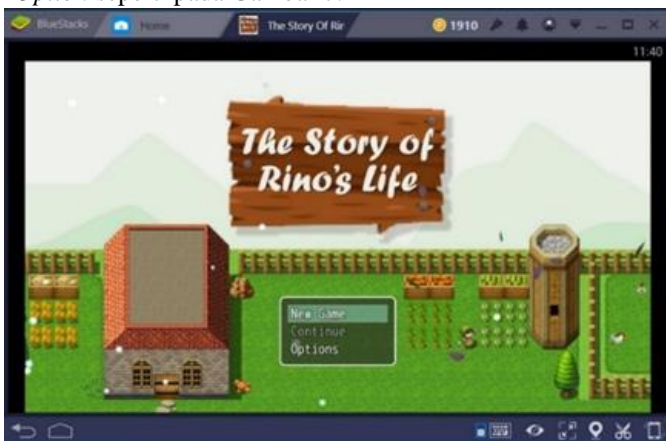 BlueStacks Home The Story Of Rir 1910
11:40
The Story of
Rino's Life
New Game
Continue
Options